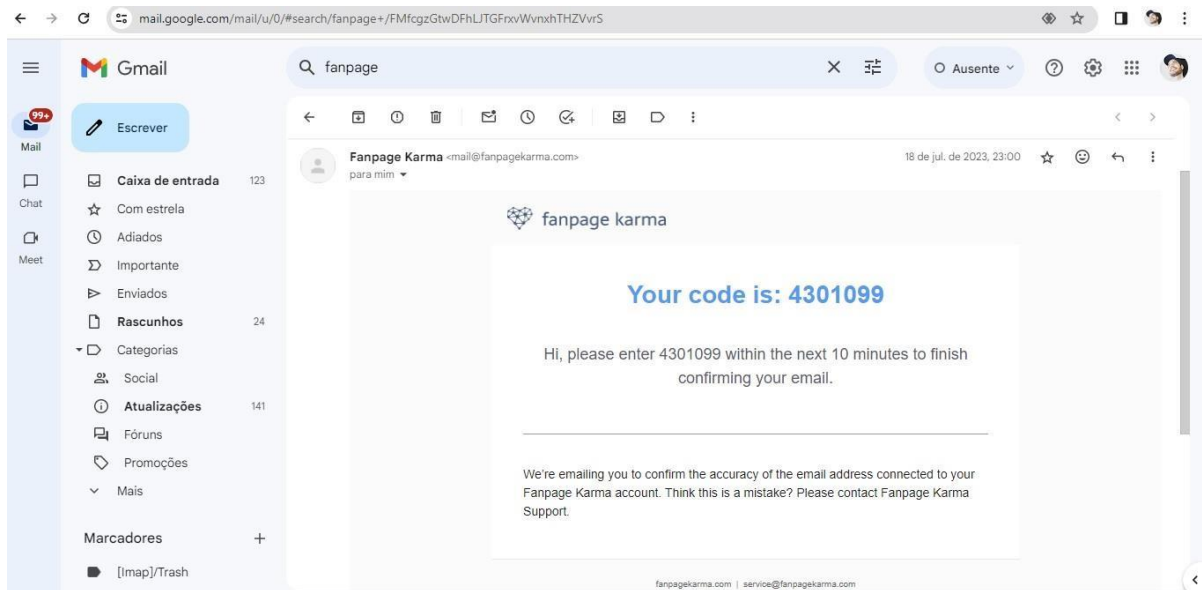 mail.google.com/mail/u/0/#search/fanpage+/FMfcgzGtwDFhLJTGFrxvWvnxhTHZVvrS
Gmail
fanpage
Ausente
99+
Mail
Chat
Meet
Escrever
Caixa de entrada 123
Com estrela
Adiados
Importante
Enviados
Rascunhos 24
Categorias
Social
Atualizações 141
Fóruns
Promoções
Mais
Marcadores +
[Imap]/Trash
Fanpage Karma <mail@fanpagekarma.com> 18 de jul. de 2023, 23:00
para mim
fanpage karma
Your code is: 4301099
Hi, please enter 4301099 within the next 10 minutes to finish
confirming your email.
We're emailing you to confirm the accuracy of the email address connected to your
Fanpage Karma account. Think this is a mistake? Please contact Fanpage Karma
Support.
fanpagekarma.com | service@fanpagekarma.com